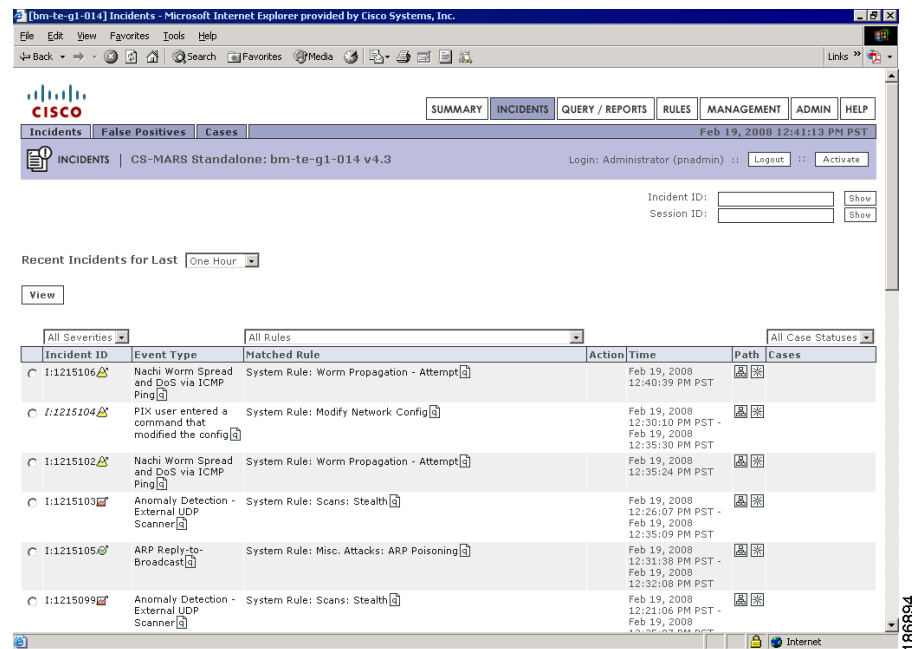 [bm-te-g1-014] Incidents - Microsoft Internet Explorer provided by Cisco Systems, Inc.
File Edit View Favorites Tools Help
Back Search Favorites Media Links »
CISCO
SUMMARY INCIDENTS QUERY / REPORTS RULES MANAGEMENT ADMIN HELP
Incidents False Positives Cases Feb 19, 2008 12:41:13 PM PST
INCIDENTS | CS-MARS Standalone: bm-te-g1-014 v4.3 Login: Administrator (pnadmin) :: Logout :: Activate
Incident ID: Show
Session ID: Show
Recent Incidents for Last One Hour
View
All Severities All Rules All Case Statuses
Incident ID Event Type Matched Rule Action Time Path Cases
I:1215106 Nachi Worm Spread and DoS via ICMP Ping q System Rule: Worm Propagation - Attempt q Feb 19, 2008 12:40:39 PM PST
I:1215104 PIX user entered a command that modified the config q System Rule: Modify Network Config q Feb 19, 2008 12:30:10 PM PST - Feb 19, 2008 12:35:30 PM PST
I:1215102 Nachi Worm Spread and DoS via ICMP Ping q System Rule: Worm Propagation - Attempt q Feb 19, 2008 12:35:24 PM PST
I:1215103 Anomaly Detection - External UDP Scanner q System Rule: Scans: Stealth q Feb 19, 2008 12:26:07 PM PST - Feb 19, 2008 12:35:09 PM PST
I:1215105 ARP Reply-to-Broadcast q System Rule: Misc. Attacks: ARP Poisoning q Feb 19, 2008 12:31:38 PM PST - Feb 19, 2008 12:32:08 PM PST
I:1215099 Anomaly Detection - External UDP Scanner q System Rule: Scans: Stealth q Feb 19, 2008 12:21:06 PM PST - Feb 19, 2008
Internet
186894